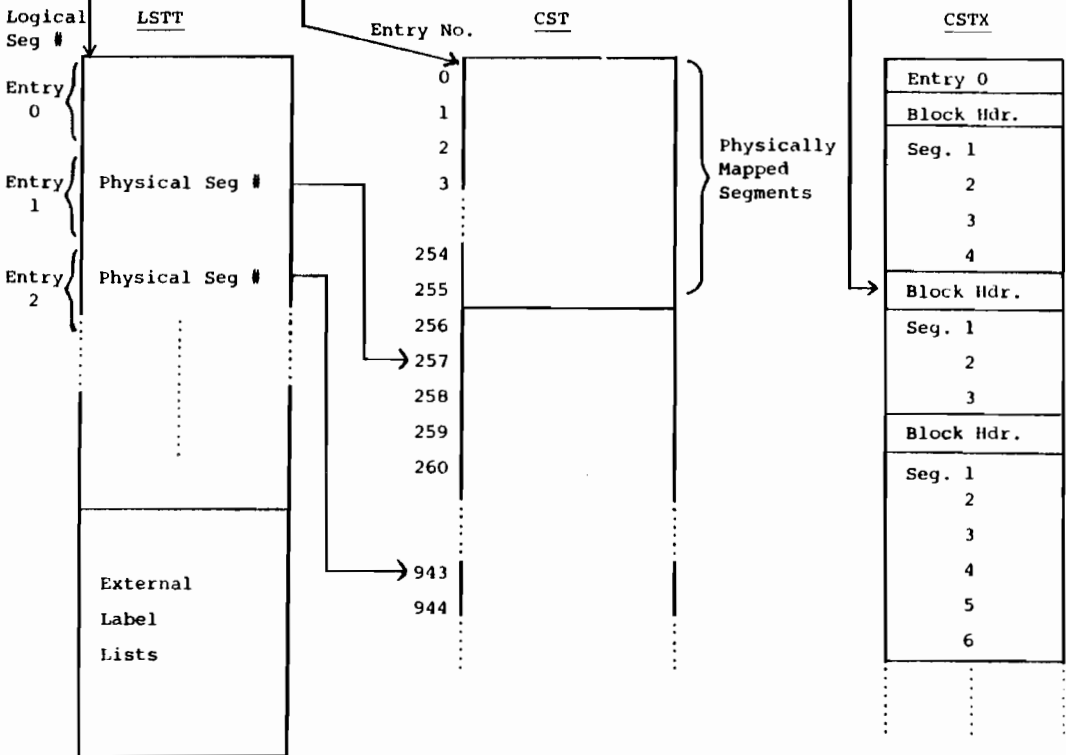 Logical
Seg #
LSTT
Entry
0
Entry
1
Physical Seg #
Entry
2
Physical Seg #
External
Label
Lists
Entry No.
CST
0
1
2
3
254
255
256
257
258
259
260
943
944
Physically
Mapped
Segments
CSTX
Entry 0
Block Hdr.
Seg. 1
2
3
4
Block Hdr.
Seg. 1
2
3
Block Hdr.
Seg. 1
2
3
4
5
6